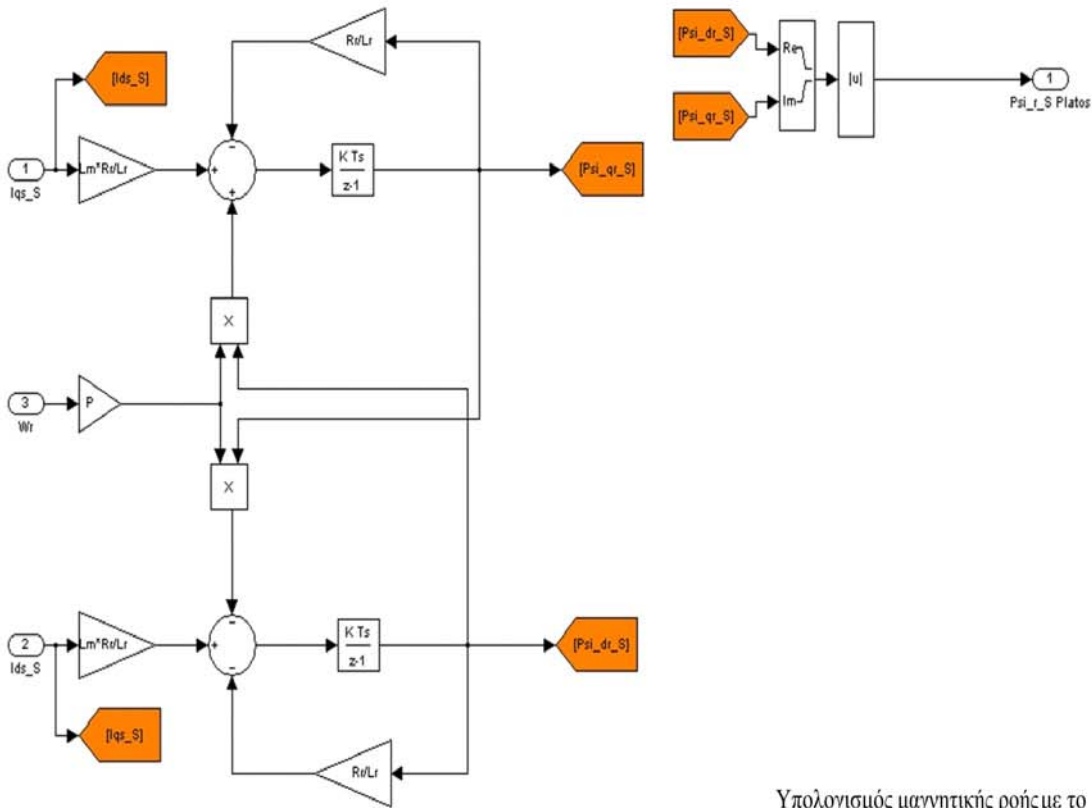 Rr/Lr
[Ids_S]
1
Iqs_S
Lm*Rr/Lr
-
+
+
K Ts
z-1
[Psi_qr_S]
[Psi_dr_S]
[Psi_qr_S]
Re
Im
|u|
1
Psi_r_S Platos
X
3
Wr
P
X
2
Ids_S
Lm*Rr/Lr
-
+
-
K Ts
z-1
[Psi_dr_S]
[Iqs_S]
Rr/Lr
Υπολογισμός μαγνητικής ροής με το